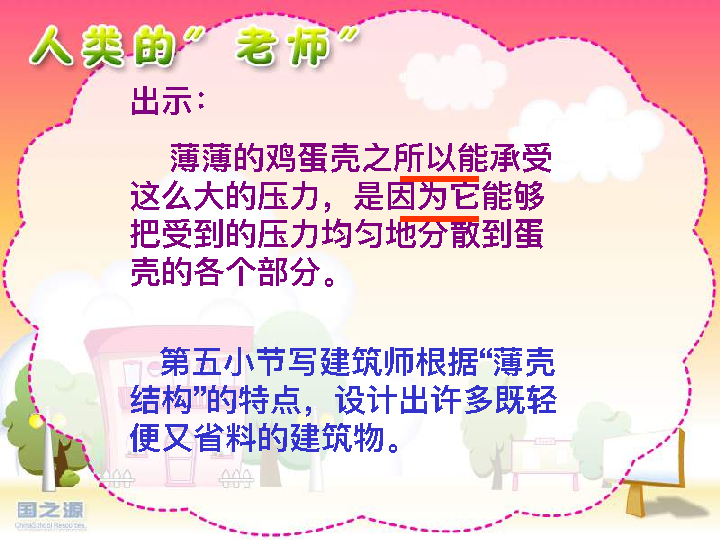 人类的”老师”
出示：
薄薄的鸡蛋壳之所以能承受
这么大的压力，是因为它能够
把受到的压力均匀地分散到蛋
壳的各个部分。
第五小节写建筑师根据“薄壳
结构”的特点，设计出许多既轻
便又省料的建筑物。
国之源